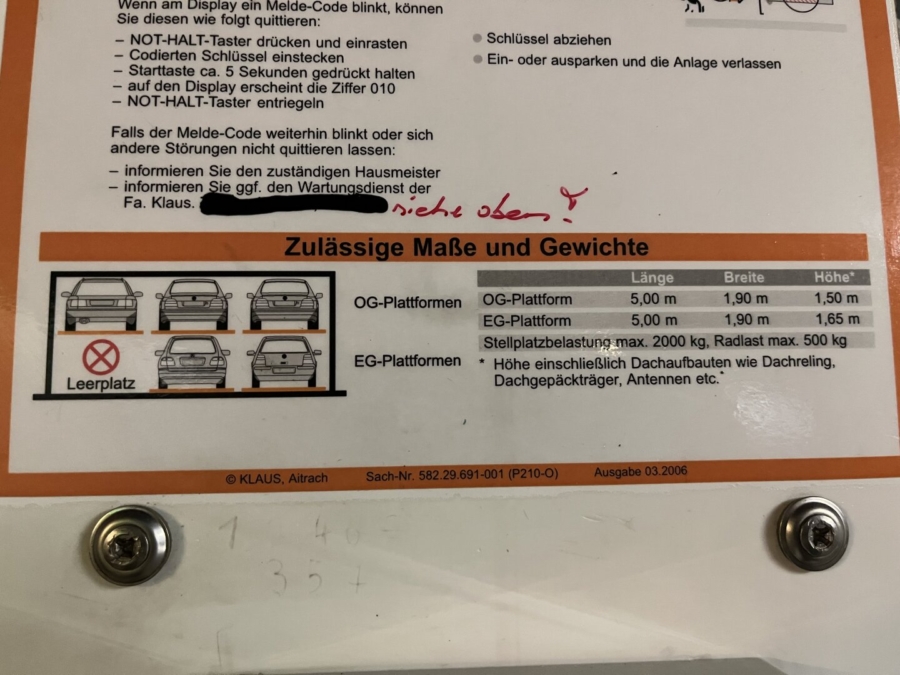 Wenn am Display ein Melde-Code blinkt, können
Sie diesen wie folgt quittieren:
– NOT-HALT-Taster drücken und einrasten
– Codierten Schlüssel einstecken
– Starttaste ca. 5 Sekunden gedrückt halten
– auf den Display erscheint die Ziffer 010
– NOT-HALT-Taster entriegeln
Falls der Melde-Code weiterhin blinkt oder sich
andere Störungen nicht quittieren lassen:
– informieren Sie den zuständigen Hausmeister
– informieren Sie ggf. den Wartungsdienst der
Fa. Klaus. siehe oben!
Schlüssel abziehen
Ein- oder ausparken und die Anlage verlassen
Zulässige Maße und Gewichte
Leerplatz
OG-Plattformen
EG-Plattformen
Länge Breite Höhe*
OG-Plattform 5,00 m 1,90 m 1,50 m
EG-Plattform 5,00 m 1,90 m 1,65 m
Stellplatzbelastung max. 2000 kg, Radlast max. 500 kg
* Höhe einschließlich Dachaufbauten wie Dachreling,
Dachgepäckträger, Antennen etc.
© KLAUS, Aitrach Sach-Nr. 582.29.691-001 (P210-O) Ausgabe 03.2006